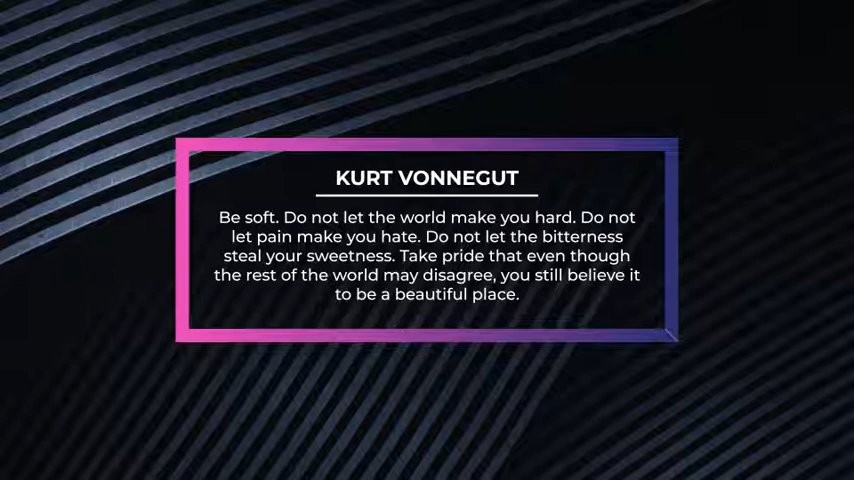 KURT VONNEGUT
Be soft. Do not let the world make you hard. Do not
let pain make you hate. Do not let the bitterness
steal your sweetness. Take pride that even though
the rest of the world may disagree, you still believe it
to be a beautiful place.